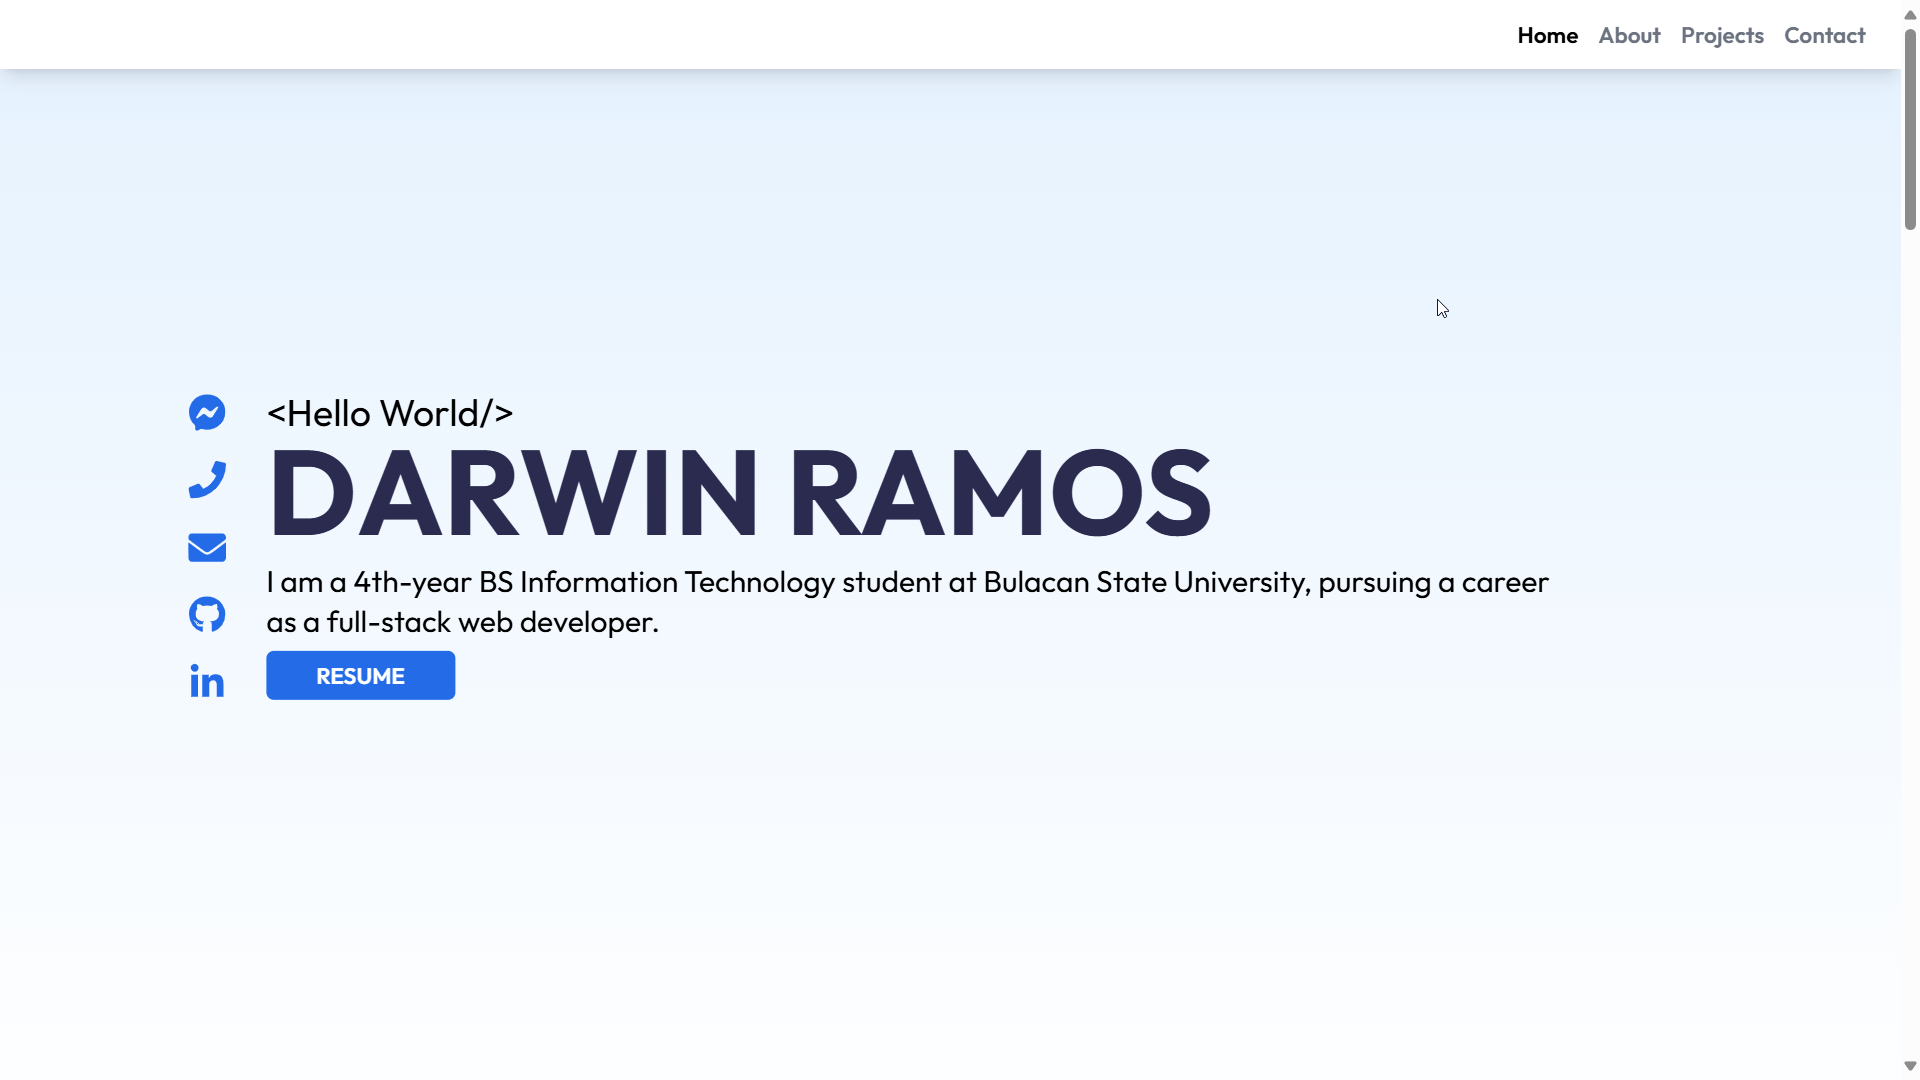 Home About Projects Contact
<Hello World/>
DARWIN RAMOS
I am a 4th-year BS Information Technology student at Bulacan State University, pursuing a career
as a full-stack web developer.
RESUME